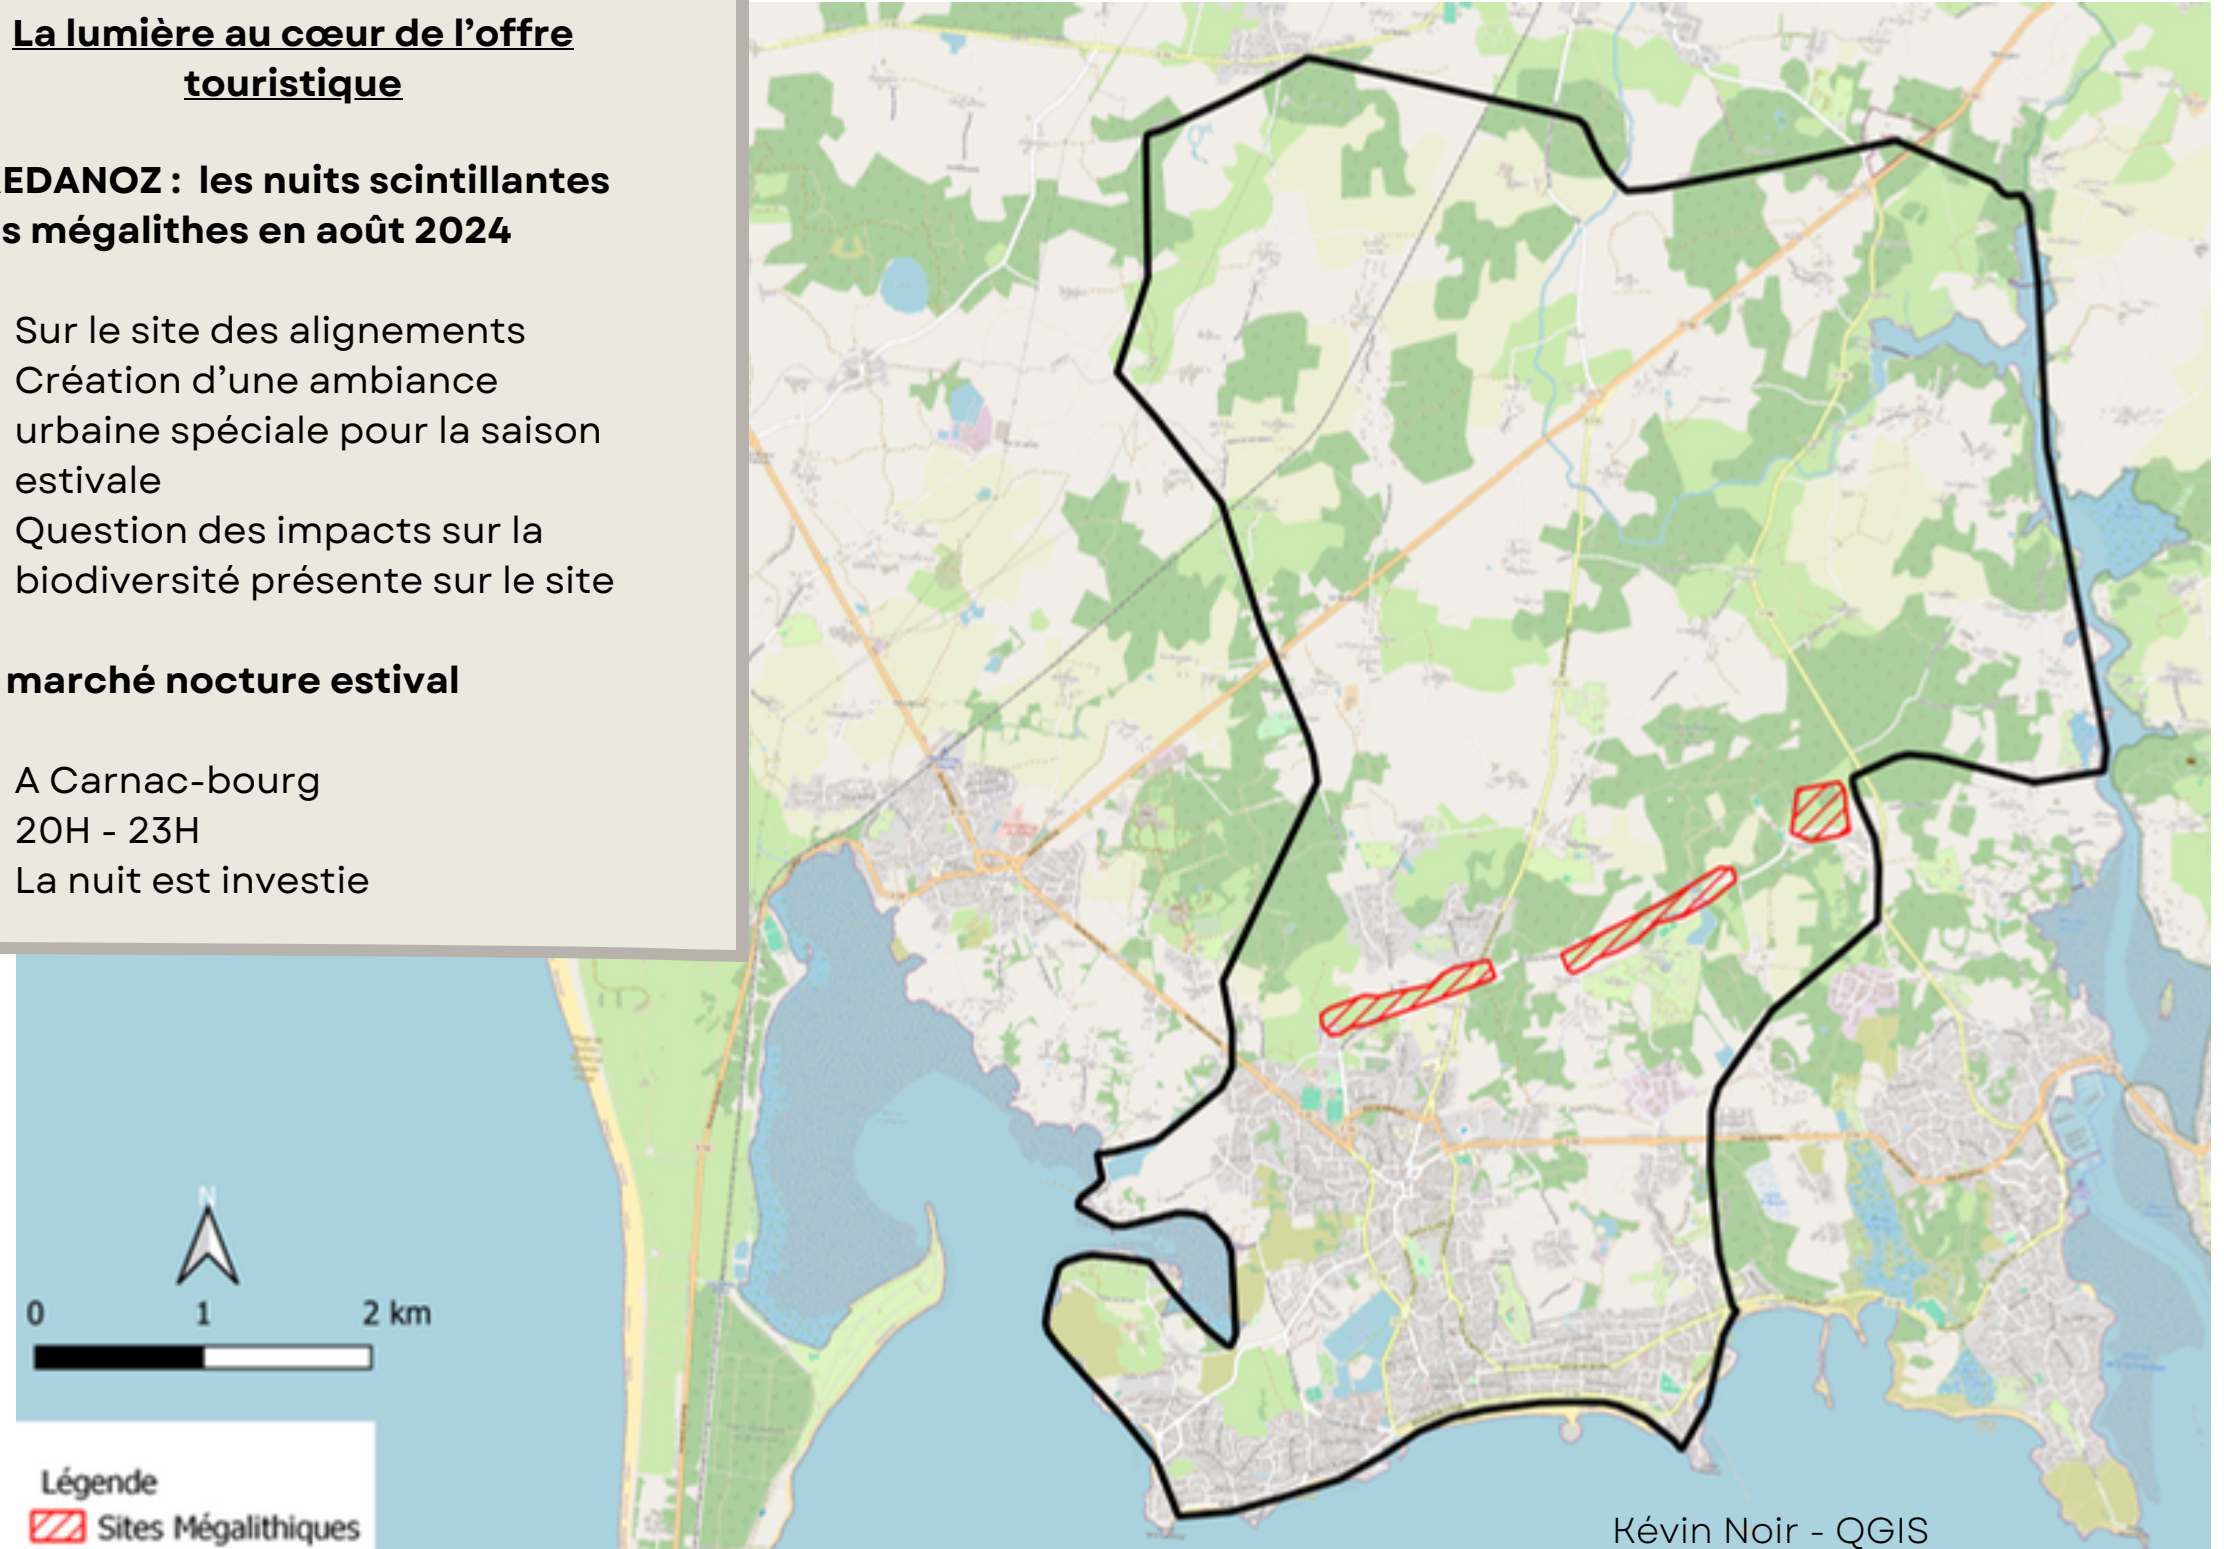 La lumière au cœur de l’offre
touristique
EDANOZ : les nuits scintillantes
s mégalithes en août 2024
Sur le site des alignements
Création d’une ambiance
urbaine spéciale pour la saison
estivale
Question des impacts sur la
biodiversité présente sur le site
marché nocture estival
A Carnac-bourg
20H - 23H
La nuit est investie
N
0 1 2 km
Légende
Sites Mégalithiques
Kévin Noir - QGIS